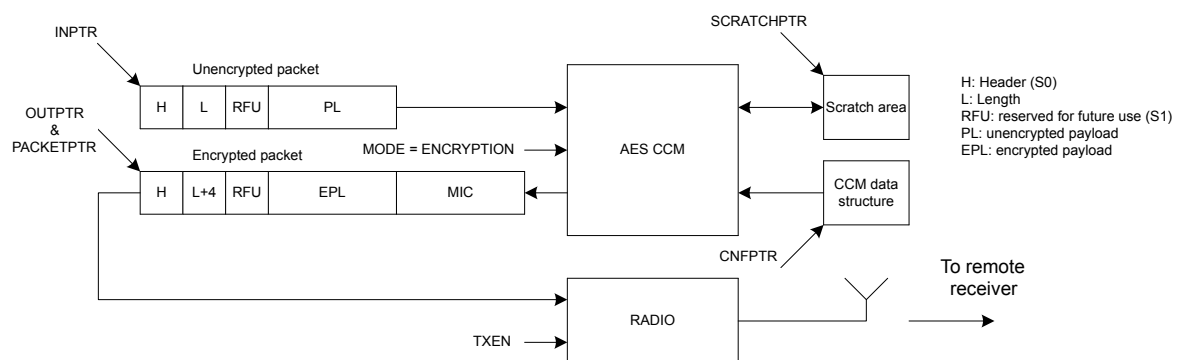 SCRATCHPTR
INPTR
Unencrypted packet
H L RFU PL
OUTPTR
&
PACKETPTR
Encrypted packet
H L+4 RFU EPL MIC
MODE = ENCRYPTION
AES CCM
Scratch area
CCM data
structure
CNFPTR
H: Header (S0)
L: Length
RFU: reserved for future use (S1)
PL: unencrypted payload
EPL: encrypted payload
To remote
receiver
RADIO
TXEN